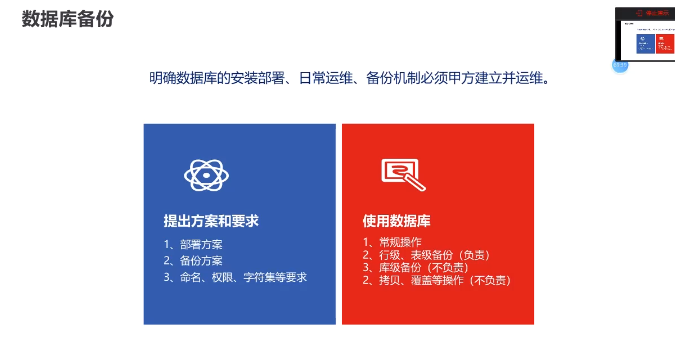 数据库备份
明确数据库的安装部署、日常运维、备份机制必须甲方建立并运维。
提出方案和要求
1、部署方案
2、备份方案
3、命名、权限、字符集等要求
使用数据库
1、常规操作
2、行级、表级备份（负责）
3、库级备份（不负责）
2、拷贝、覆盖等操作（不负责）